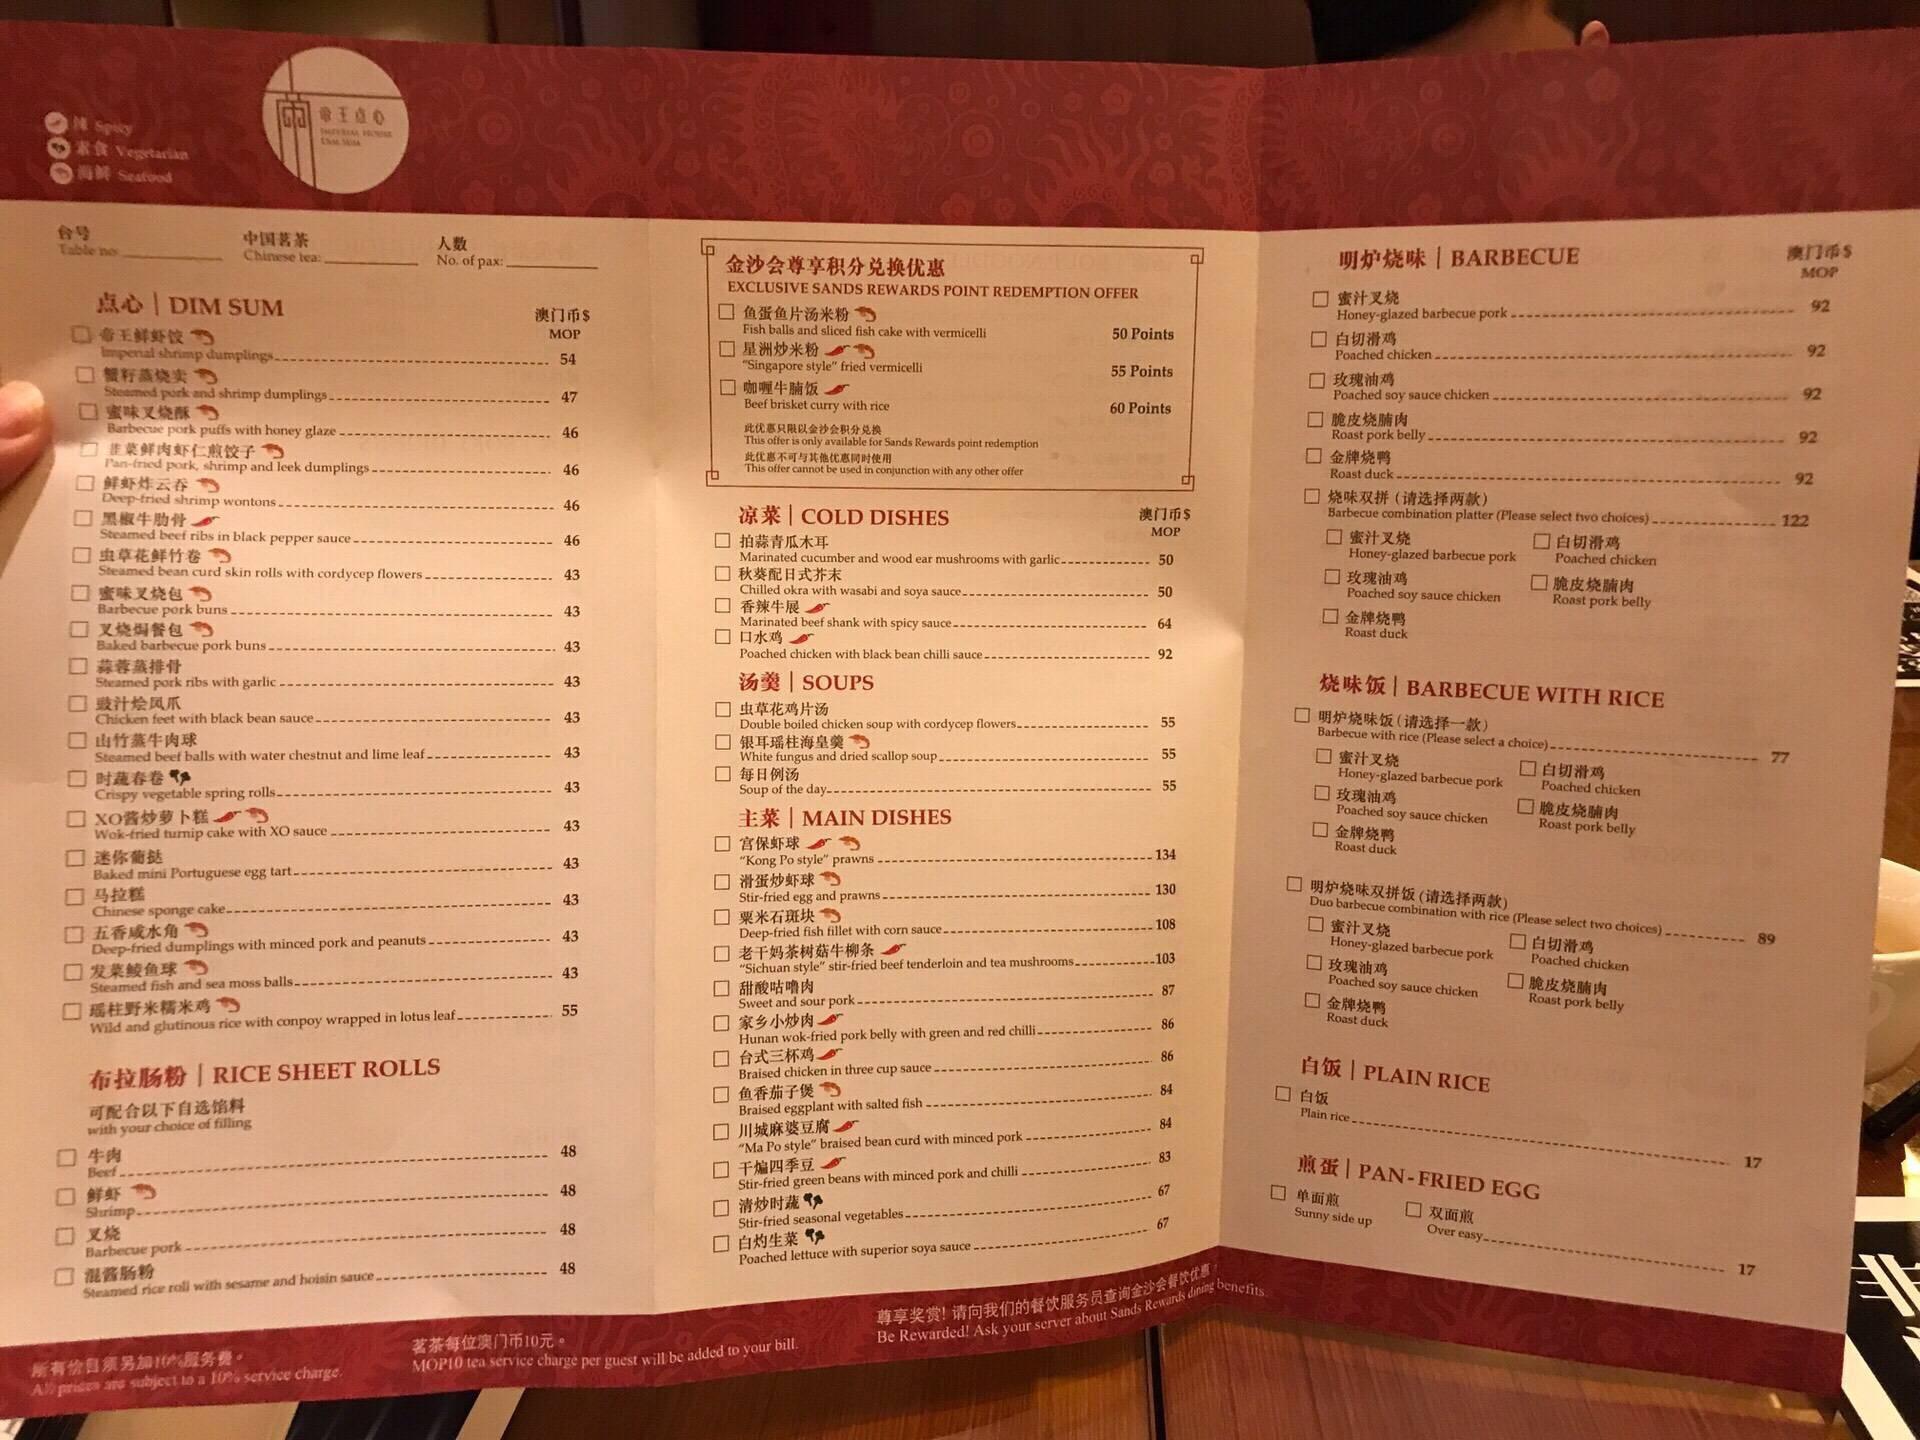 辣 Spicy
素食 Vegetarian
海鲜 Seafood
帝王点心
IMPERIAL HOUSE
DIM SUM
台号
Table no:
中国茗茶
Chinese tea:
人数
No. of pax:
点心 | DIM SUM
澳门币$
MOP
帝王鲜虾饺
Imperial shrimp dumplings 54
蟹籽蒸烧卖
Steamed pork and shrimp dumplings 47
蜜味叉烧酥
Barbecue pork puffs with honey glaze 46
韭菜鲜肉虾仁煎饺子
Pan-fried pork, shrimp and leek dumplings 46
鲜虾炸云吞
Deep-fried shrimp wontons 46
黑椒牛肋骨
Steamed beef ribs in black pepper sauce 46
虫草花鲜竹卷
Steamed bean curd skin rolls with cordycep flowers 43
蜜味叉烧包
Barbecue pork buns 43
叉烧焗餐包
Baked barbecue pork buns 43
蒜蓉蒸排骨
Steamed pork ribs with garlic 43
豉汁烩凤爪
Chicken feet with black bean sauce 43
山竹蒸牛肉球
Steamed beef balls with water chestnut and lime leaf 43
时蔬春卷
Crispy vegetable spring rolls 43
XO酱炒萝卜糕
Wok-fried turnip cake with XO sauce 43
迷你葡挞
Baked mini Portuguese egg tart 43
马拉糕
Chinese sponge cake 43
五香咸水角
Deep-fried dumplings with minced pork and peanuts 43
发菜鲮鱼球
Steamed fish and sea moss balls 43
瑶柱野米糯米鸡
Wild and glutinous rice with conpoy wrapped in lotus leaf 55
布拉肠粉 | RICE SHEET ROLLS
可配合以下自选馅料
with your choice of filling
牛肉
Beef 48
鲜虾
Shrimp 48
叉烧
Barbecue pork 48
混酱肠粉
Steamed rice roll with sesame and hoisin sauce 48
金沙会尊享积分兑换优惠
EXCLUSIVE SANDS REWARDS POINT REDEMPTION OFFER
鱼蛋鱼片汤米粉
Fish balls and sliced fish cake with vermicelli 50 Points
星洲炒米粉
"Singapore style" fried vermicelli 55 Points
咖喱牛腩饭
Beef brisket curry with rice 60 Points
此优惠只限以金沙会积分兑换
This offer is only available for Sands Rewards point redemption
此优惠不可与其他优惠同时使用
This offer cannot be used in conjunction with any other offer
凉菜 | COLD DISHES
澳门币$
MOP
拍蒜青瓜木耳
Marinated cucumber and wood ear mushrooms with garlic 50
秋葵配日式芥末
Chilled okra with wasabi and soya sauce 50
香辣牛展
Marinated beef shank with spicy sauce 64
口水鸡
Poached chicken with black bean chilli sauce 92
汤羹 | SOUPS
虫草花鸡片汤
Double boiled chicken soup with cordycep flowers 55
银耳瑶柱海皇羹
White fungus and dried scallop soup 55
每日例汤
Soup of the day 55
主菜 | MAIN DISHES
宫保虾球
"Kong Po style" prawns 134
滑蛋炒虾球
Stir-fried egg and prawns 130
粟米石斑块
Deep-fried fish fillet with corn sauce 108
老干妈茶树菇牛柳条
"Sichuan style" stir-fried beef tenderloin and tea mushrooms 103
甜酸咕噜肉
Sweet and sour pork 87
家乡小炒肉
Hunan wok-fried pork belly with green and red chilli 86
台式三杯鸡
Braised chicken in three cup sauce 86
鱼香茄子煲
Braised eggplant with salted fish 84
川城麻婆豆腐
"Ma Po style" braised bean curd with minced pork 84
干煸四季豆
Stir-fried green beans with minced pork and chilli 83
清炒时蔬
Stir-fried seasonal vegetables 67
白灼生菜
Poached lettuce with superior soya sauce 67
明炉烧味 | BARBECUE
澳门币$
MOP
蜜汁叉烧
Honey-glazed barbecue pork 92
白切滑鸡
Poached chicken 92
玫瑰油鸡
Poached soy sauce chicken 92
脆皮烧腩肉
Roast pork belly 92
金牌烧鸭
Roast duck 92
烧味双拼 (请选择两款)
Barbecue combination platter (Please select two choices) 122
蜜汁叉烧 白切滑鸡
Honey-glazed barbecue pork Poached chicken
玫瑰油鸡 脆皮烧腩肉
Poached soy sauce chicken Roast pork belly
金牌烧鸭
Roast duck
烧味饭 | BARBECUE WITH RICE
明炉烧味饭 (请选择一款)
Barbecue with rice (Please select a choice) 77
蜜汁叉烧 白切滑鸡
Honey-glazed barbecue pork Poached chicken
玫瑰油鸡 脆皮烧腩肉
Poached soy sauce chicken Roast pork belly
金牌烧鸭
Roast duck
明炉烧味双拼饭 (请选择两款)
Duo barbecue combination with rice (Please select two choices) 89
蜜汁叉烧 白切滑鸡
Honey-glazed barbecue pork Poached chicken
玫瑰油鸡 脆皮烧腩肉
Poached soy sauce chicken Roast pork belly
金牌烧鸭
Roast duck
白饭 | PLAIN RICE
白饭
Plain rice 17
煎蛋 | PAN-FRIED EGG
单面煎 双面煎
Sunny side up Over easy 17
所有价目须另加10%服务费。
All prices are subject to a 10% service charge.
茗茶每位澳门币10元。
MOP10 tea service charge per guest will be added to your bill.
尊享奖赏! 请向我们的餐饮服务员查询金沙会餐饮优惠。
Be Rewarded! Ask your server about Sands Rewards dining benefits.